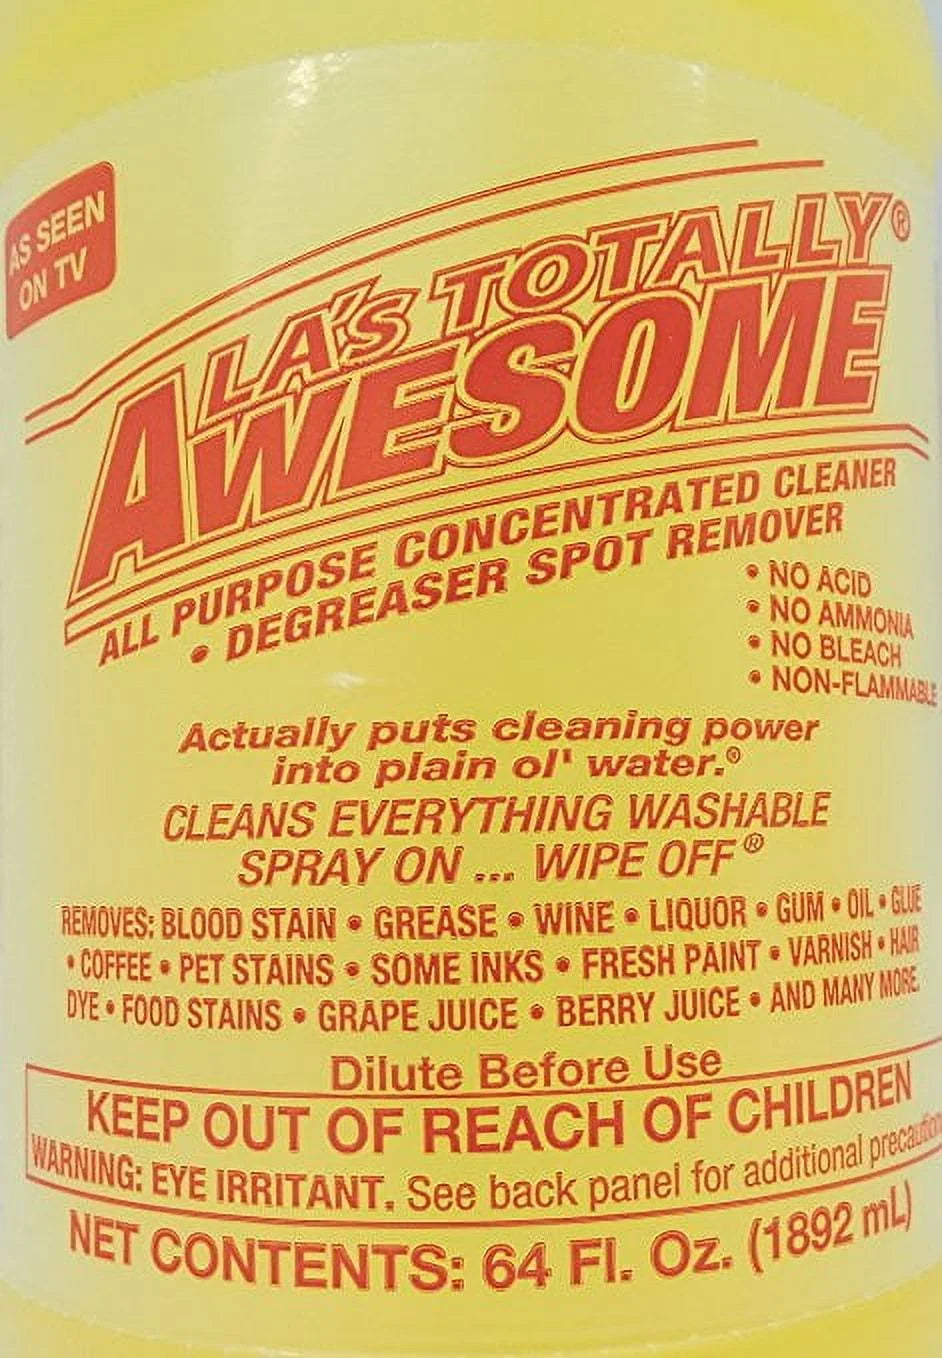 AS SEEN
ON TV
LA'S TOTALLY®
AWESOME
ALL PURPOSE CONCENTRATED CLEANER
• DEGREASER SPOT REMOVER
• NO ACID
• NO AMMONIA
• NO BLEACH
• NON-FLAMMABLE
Actually puts cleaning power
into plain ol' water.®
CLEANS EVERYTHING WASHABLE
SPRAY ON ... WIPE OFF®
REMOVES: BLOOD STAIN • GREASE • WINE • LIQUOR • GUM • OIL • GLUE
• COFFEE • PET STAINS • SOME INKS • FRESH PAINT • VARNISH • HAIR
DYE • FOOD STAINS • GRAPE JUICE • BERRY JUICE • AND MANY MORE.
Dilute Before Use
KEEP OUT OF REACH OF CHILDREN
WARNING: EYE IRRITANT. See back panel for additional precaution
NET CONTENTS: 64 Fl. Oz. (1892 mL)